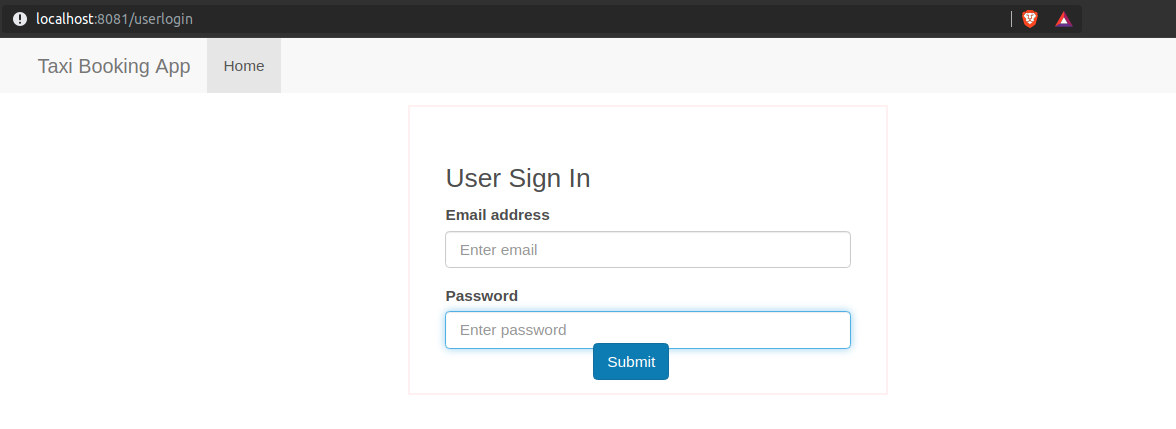 localhost:8081/userlogin
Taxi Booking App Home
User Sign In
Email address
Enter email
Password
Enter password
Submit